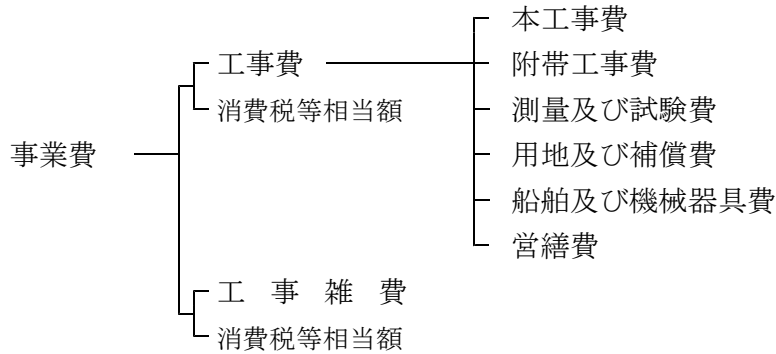 本工事費
工事費
附帯工事費
消費税等相当額
測量及び試験費
事業費
用地及び補償費
船舶及び機械器具費
営繕費
工事雑費
消費税等相当額